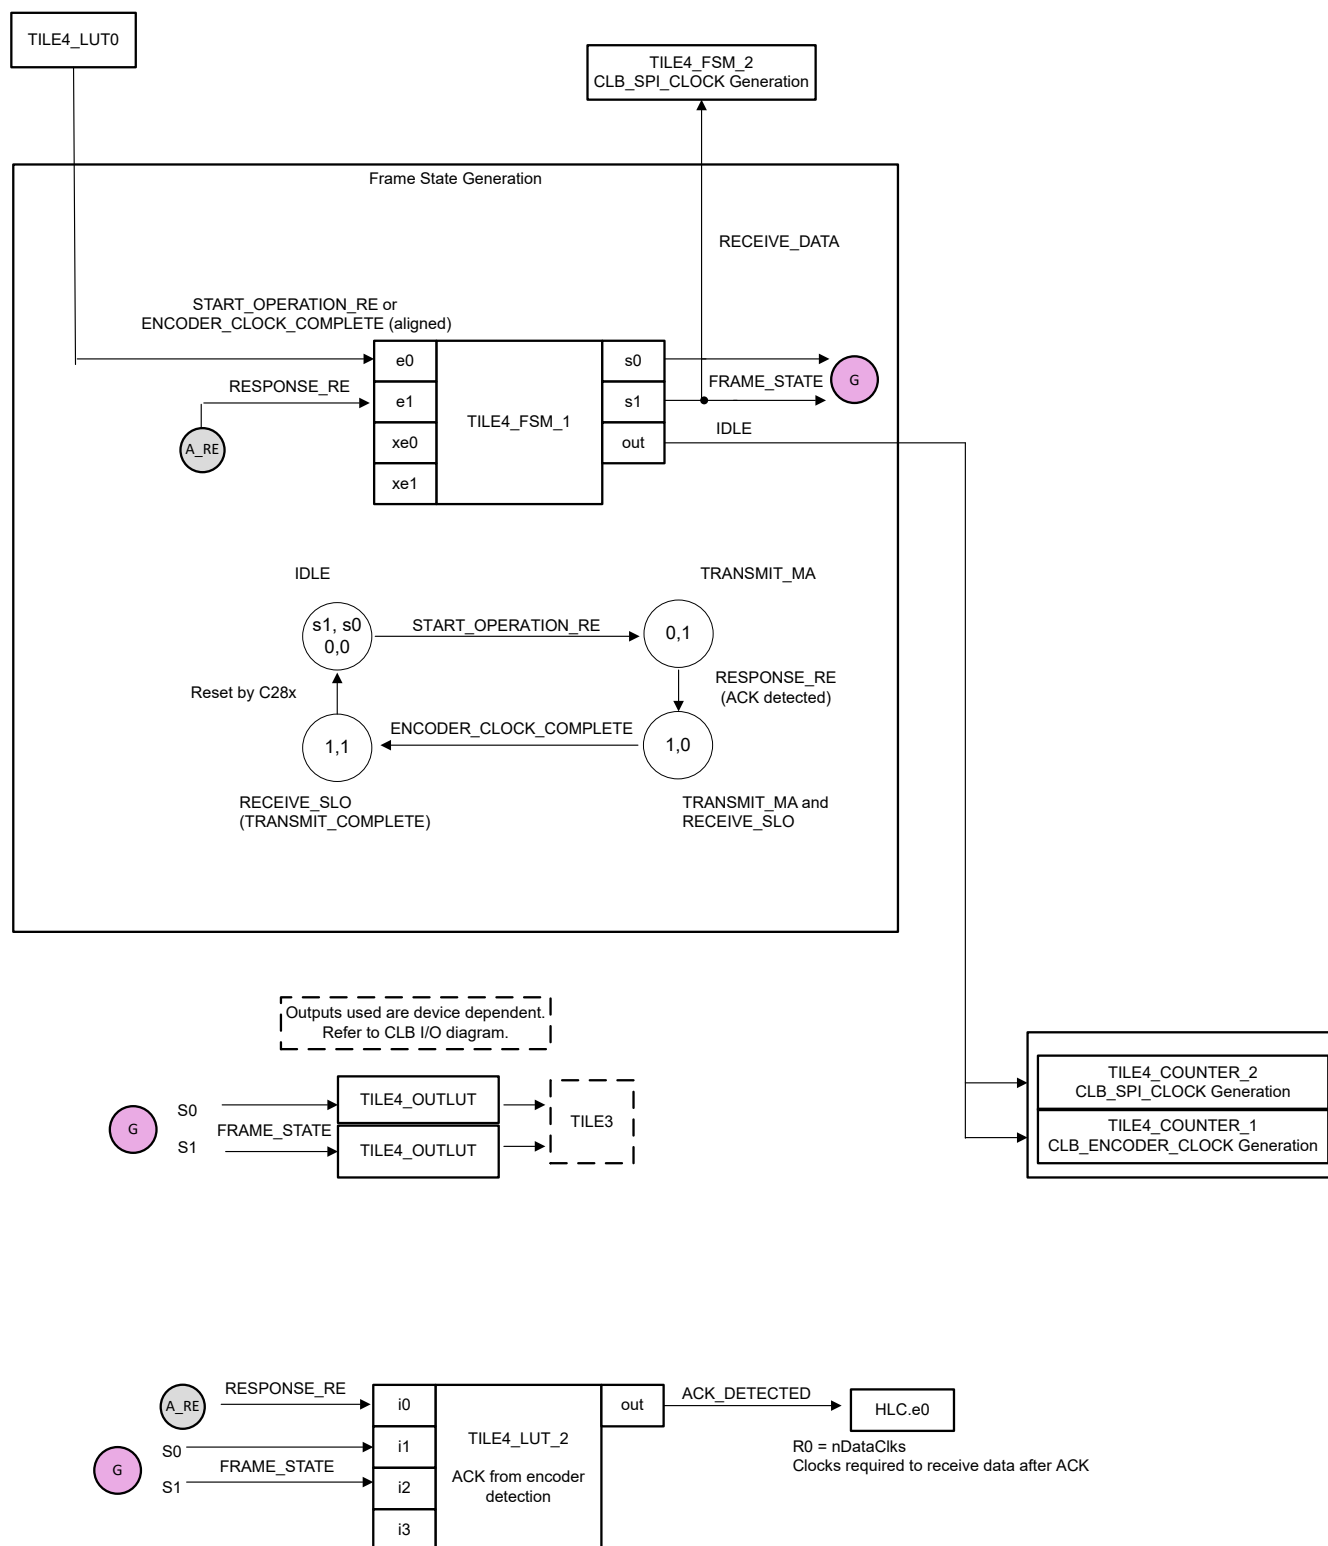 TILE4_LUT0
TILE4_FSM_2
CLB_SPI_CLOCK Generation
Frame State Generation
RECEIVE_DATA
START_OPERATION_RE or
ENCODER_CLOCK_COMPLETE (aligned)
e0
s0
RESPONSE_RE
FRAME_STATE
G
e1
TILE4_FSM_1
s1
A_RE
xe0
out
IDLE
xe1
IDLE
TRANSMIT_MA
s1, s0
0,0
START_OPERATION_RE
0,1
Reset by C28x
RESPONSE_RE
(ACK detected)
1,1
ENCODER_CLOCK_COMPLETE
1,0
RECEIVE_SLO
(TRANSMIT_COMPLETE)
TRANSMIT_MA and
RECEIVE_SLO
Outputs used are device dependent.
Refer to CLB I/O diagram.
TILE4_COUNTER_2
CLB_SPI_CLOCK Generation
TILE4_COUNTER_1
CLB_ENCODER_CLOCK Generation
G
S0
FRAME_STATE
S1
TILE4_OUTLUT
TILE4_OUTLUT
TILE3
A_RE
RESPONSE_RE
i0
out
ACK_DETECTED
HLC.e0
G
S0
FRAME_STATE
S1
i1
i2
i3
TILE4_LUT_2
ACK from encoder
detection
R0 = nDataClks
Clocks required to receive data after ACK